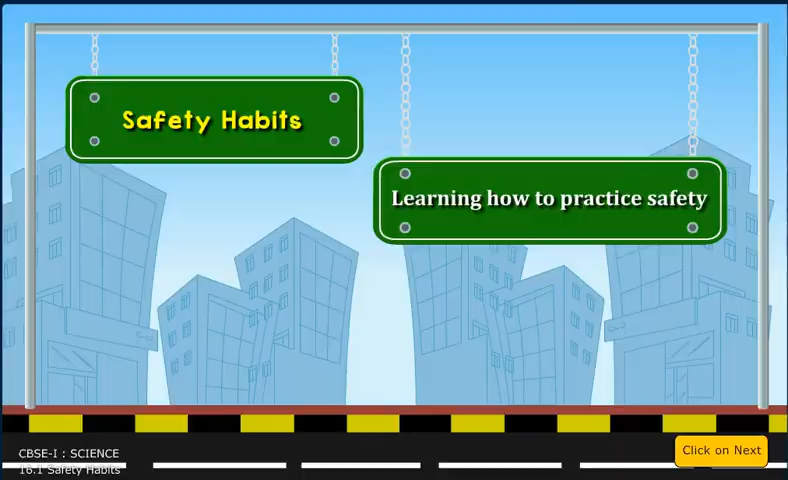 Safety Habits
Learning how to practice safety
CBSE-I : SCIENCE
16.1 Safety Habits
Click on Next